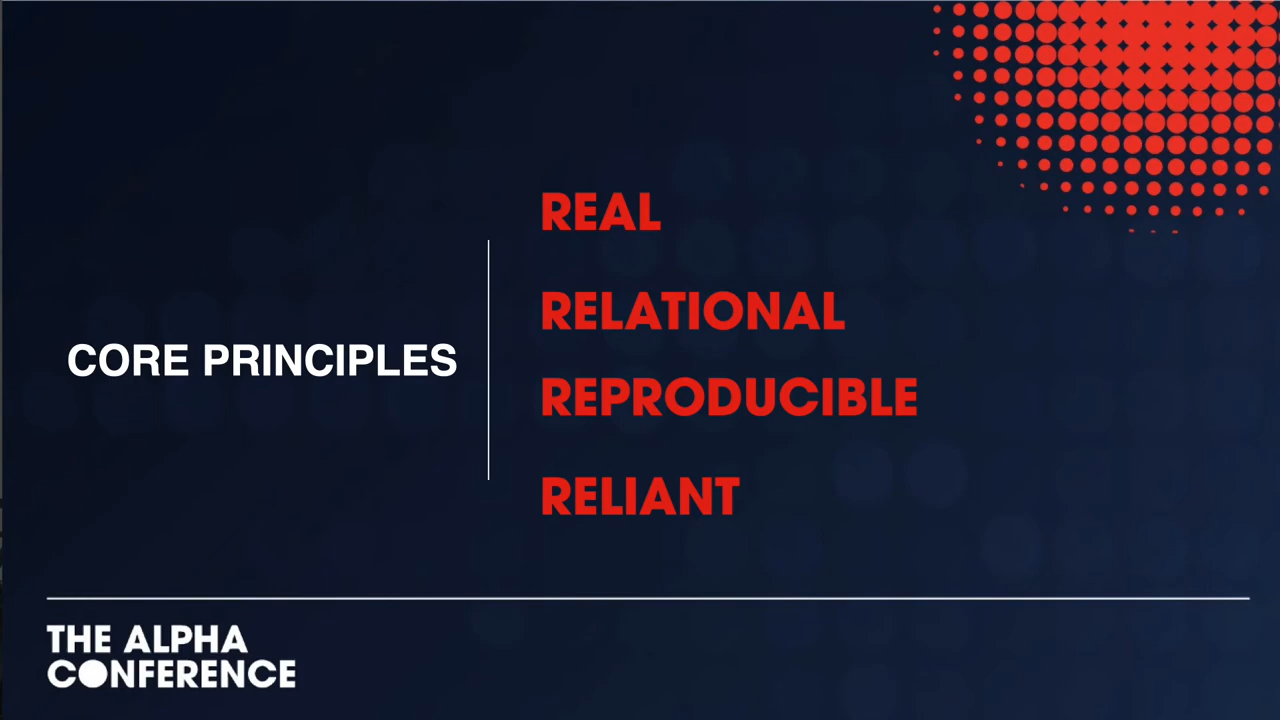 CORE PRINCIPLES
REAL
RELATIONAL
REPRODUCIBLE
RELIANT
THE ALPHA
CONFERENCE